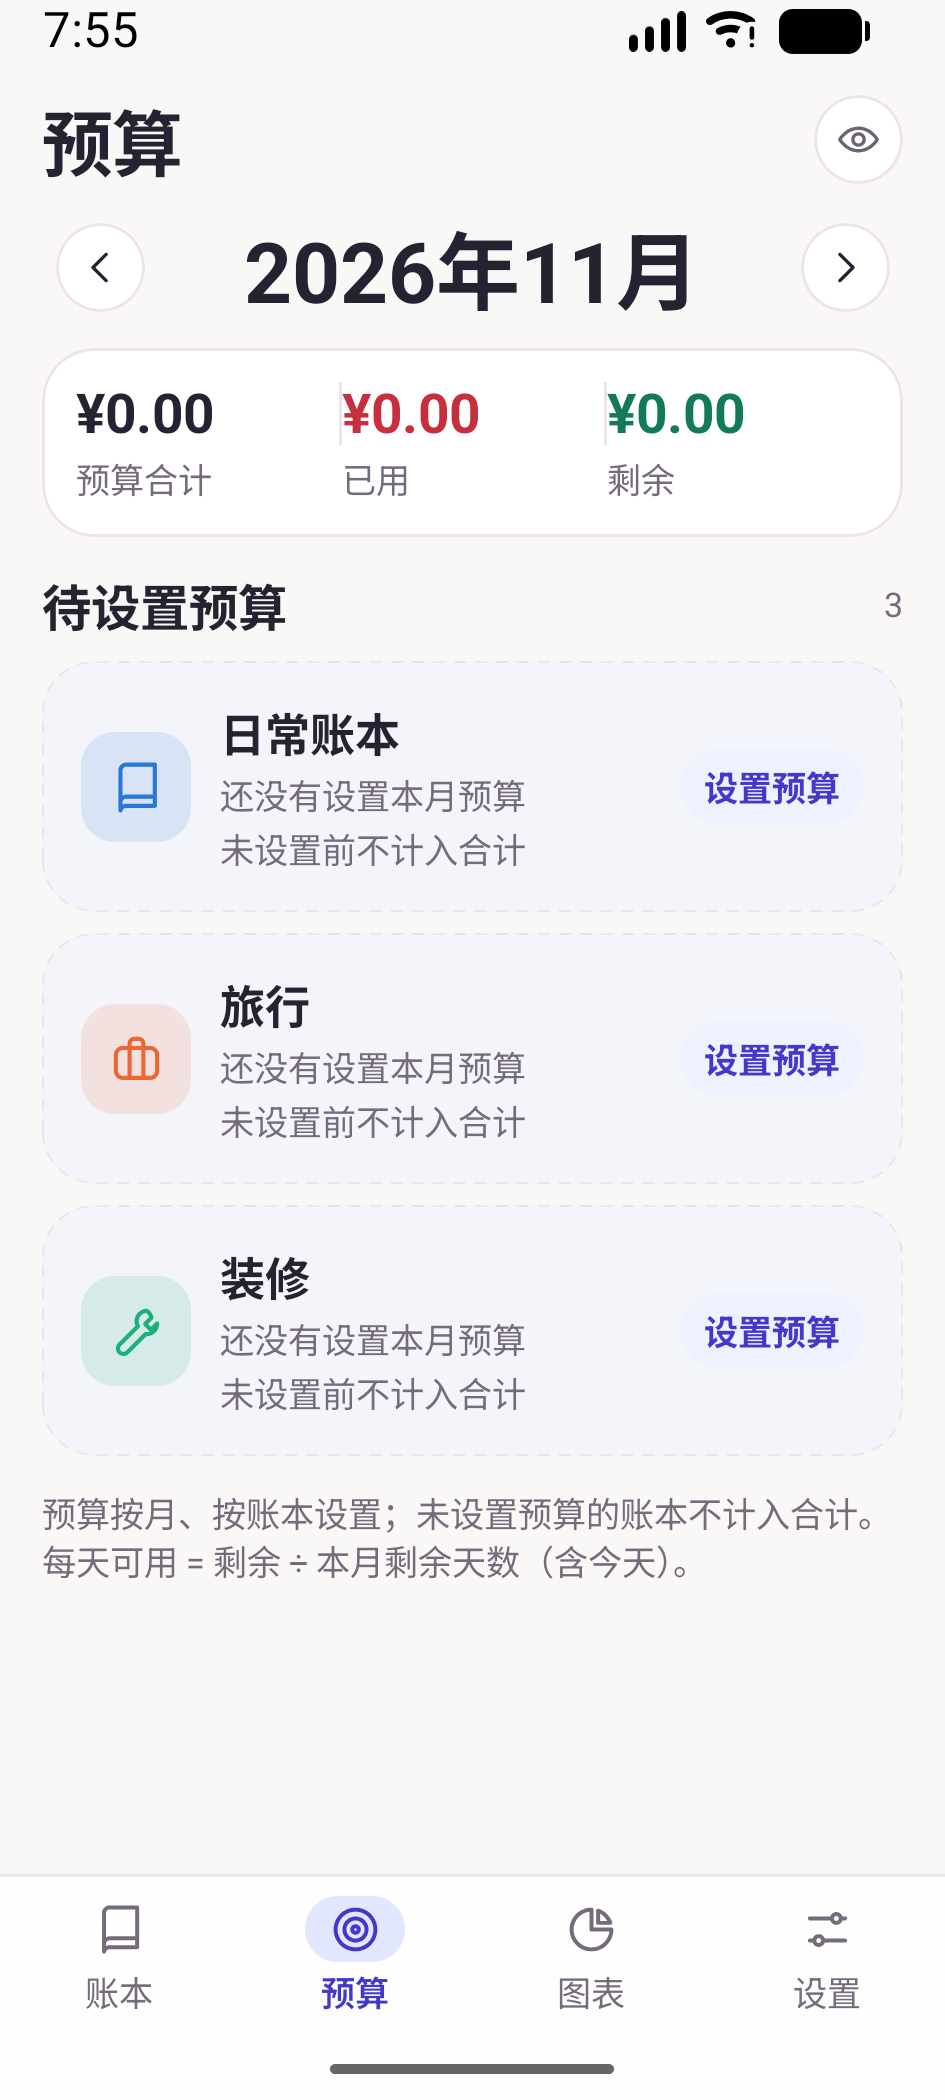 7:55
预算
2026年11月
¥0.00 ¥0.00 ¥0.00
预算合计 已用 剩余
待设置预算 3
日常账本
还没有设置本月预算
未设置前不计入合计
设置预算
旅行
还没有设置本月预算
未设置前不计入合计
设置预算
装修
还没有设置本月预算
未设置前不计入合计
设置预算
预算按月、按账本设置；未设置预算的账本不计入合计。
每天可用 = 剩余 ÷ 本月剩余天数（含今天）。
账本 预算 图表 设置